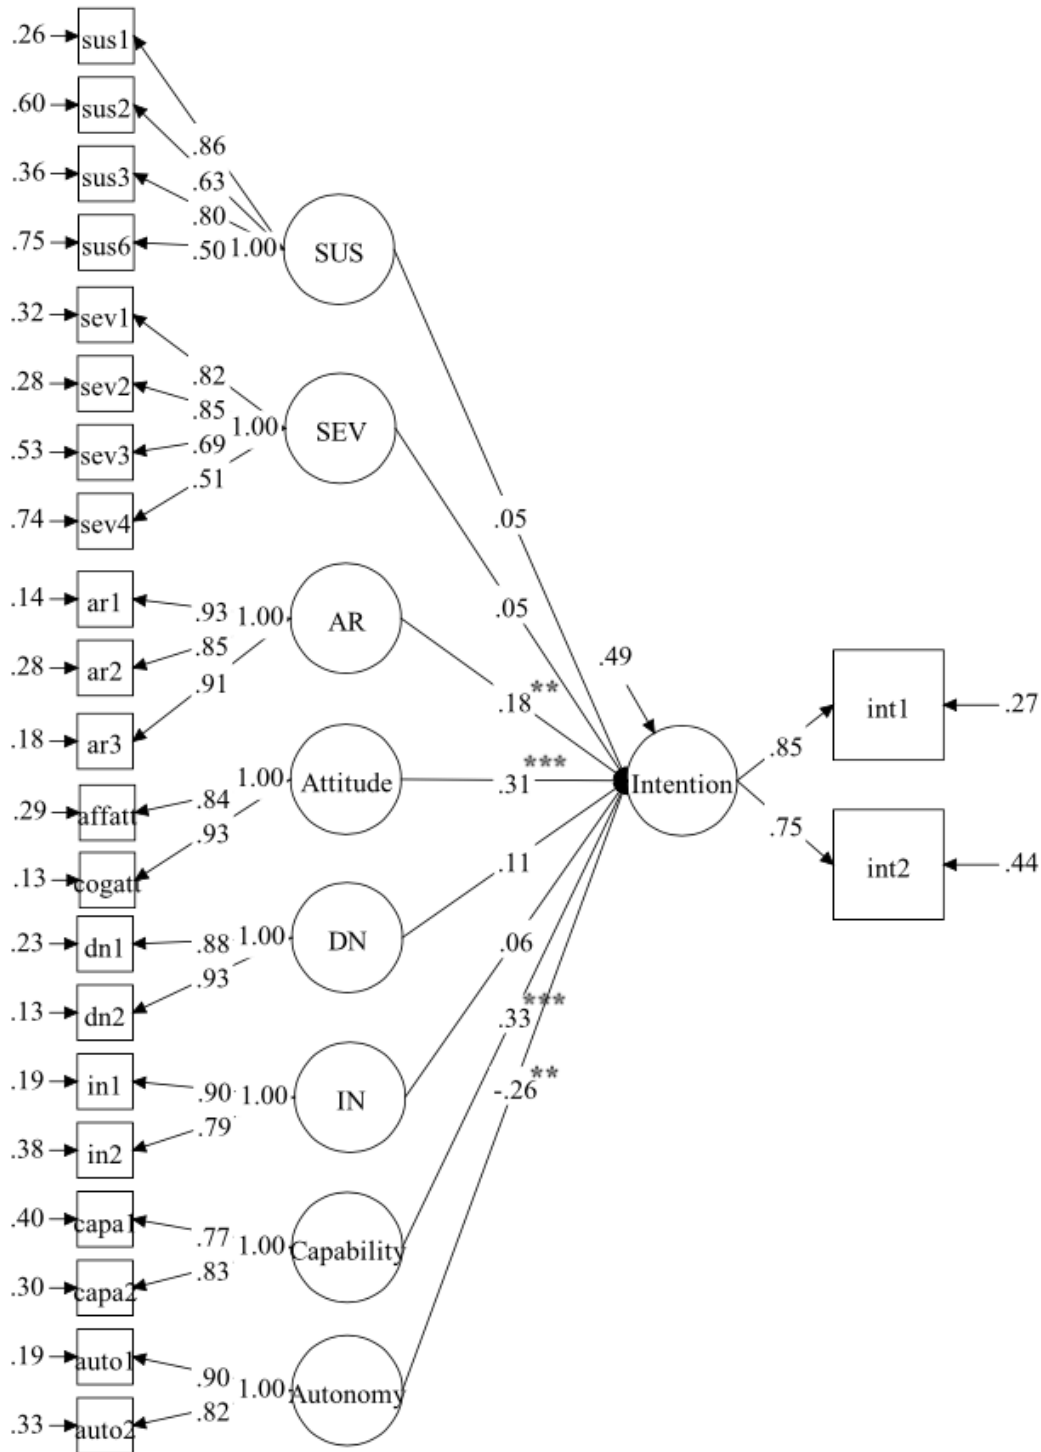 .26 sus1
.60 sus2
.86
.36 sus3
.63
.80
.75 sus6 .50 1.00 SUS
.32 sev1
.82
.28 sev2
.85
1.00 SEV
.53 sev3 .69
.51
.74 sev4
.05
.05
.14 ar1 .93 1.00 AR
.28 ar2 .85
.91
.49
.18**
.18 ar3
int1 .27
.85
.29 affatt .84 1.00 Attitude .31*** Intention
.93
.75
.13 cogatt
.11
int2 .44
.23 dn1 .88 1.00 DN
.93
.06
.13 dn2
.33***
.19 in1 .90 1.00 IN
-.26**
.79
.38 in2
.40 capa1 .77 1.00 Capability
.83
.30 capa2
.19 auto1 .90 1.00 Autonomy
.82
.33 auto2